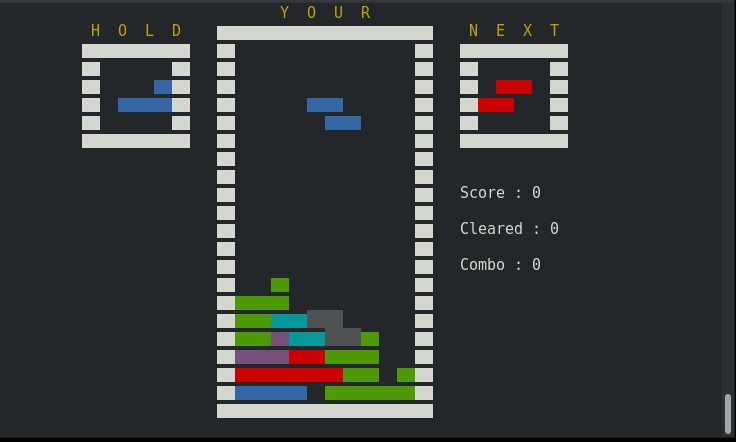 Y O U R
H O L D
N E X T
Score : 0
Cleared : 0
Combo : 0